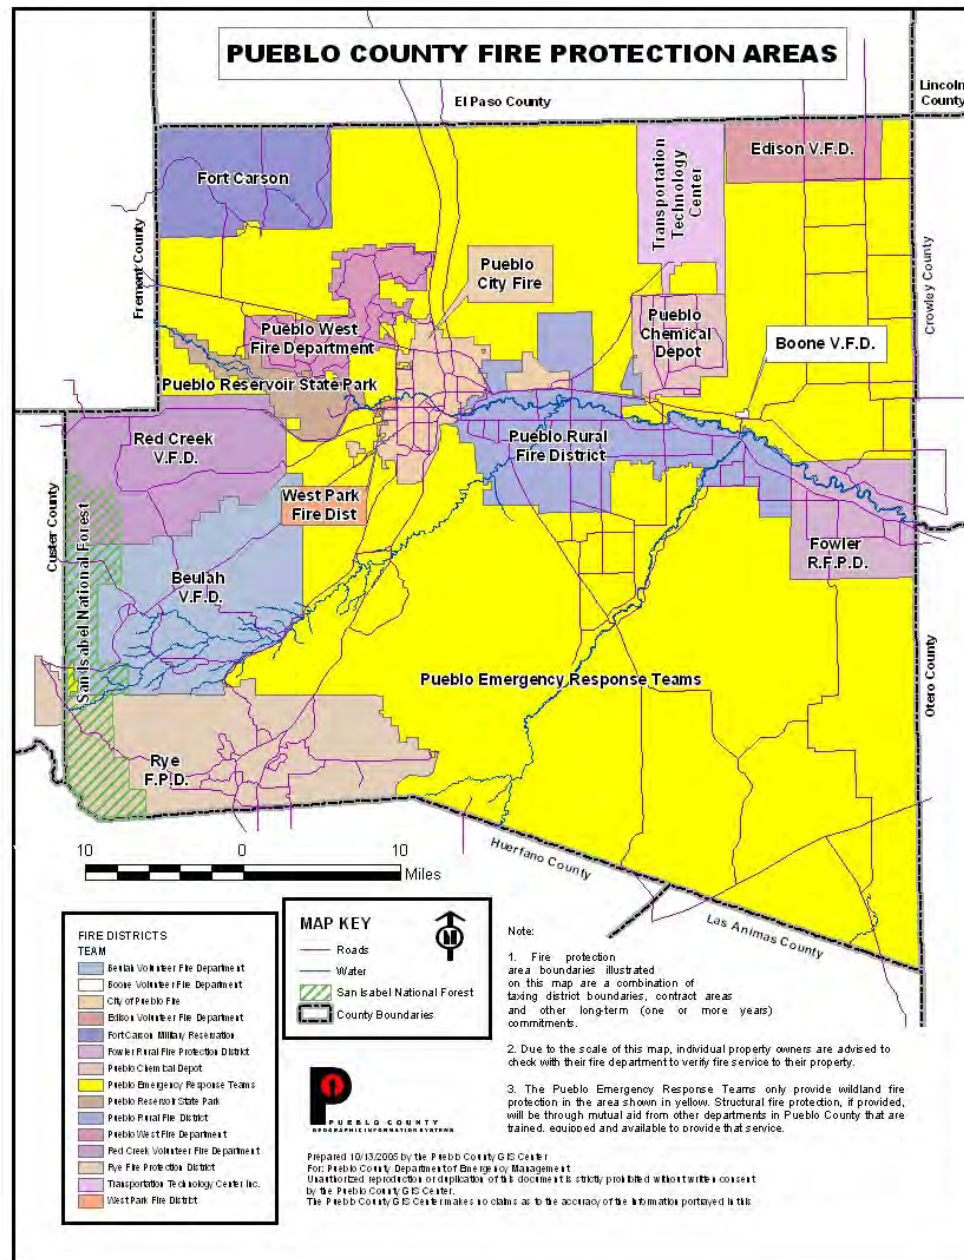 PUEBLO COUNTY FIRE PROTECTION AREAS
El Paso County
Lincoln
County
Edison V.F.D.
Fort Carson
Transportation
Technology
Center
Fremont County
Crowley County
Pueblo
City Fire
Pueblo West
Fire Department
Pueblo
Chemical
Depot
Boone V.F.D.
Pueblo Reservoir State Park
Red Creek
V.F.D.
Pueblo Rural
Fire District
West Park
Fire Dist
Custer County
San Isabel National Forest
Fowler
R.F.P.D.
Beulah
V.F.D.
Pueblo Emergency Response Teams
Otero County
Rye
F.P.D.
10 0 10
Miles
Huerfano County
Las Animas County
FIRE DISTRICTS
TEAM
Beulah Volunteer Fire Department
Boone Volunteer Fire Department
City of Pueblo Fire
Edison Volunteer Fire Department
Fort Carson Military Reservation
Fowler Rural Fire Protection District
Pueblo Chemical Depot
Pueblo Emergency Response Teams
Pueblo Reservoir State Park
Pueblo Rural Fire District
Pueblo West Fire Department
Red Creek Volunteer Fire Department
Rye Fire Protection District
Transportation Technology Center Inc.
West Park Fire District
MAP KEY
N
Roads
Water
San Isabel National Forest
County Boundaries
Note:
1. Fire protection
area boundaries illustrated
on this map are a combination of
taxing district boundaries, contract areas
and other long-term (one or more years)
commitments.
2. Due to the scale of this map, individual property owners are advised to
check with their fire department to verify fire service to their property.
3. The Pueblo Emergency Response Teams only provide wildland fire
protection in the area shown in yellow. Structural fire protection, if provided,
will be through mutual aid from other departments in Pueblo County that are
trained, equipped and available to provide that service.
P
PUEBLO COUNTY
GEOGRAPHIC INFORMATION SYSTEMS
Prepared 10/13/2005 by the Pueblo County GIS Center
For: Pueblo County Department of Emergency Management
Unauthorized reproduction or duplication of this document is strictly prohibited without written consent
by the Pueblo County GIS Center.
The Pueblo County GIS Center makes no claims as to the accuracy of the information portrayed in this